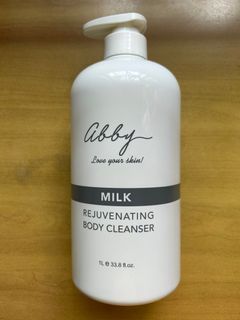 abby
Love your skin!
MILK
REJUVENATING
BODY CLEANSER
1L ℮ 33.8 fl.oz.